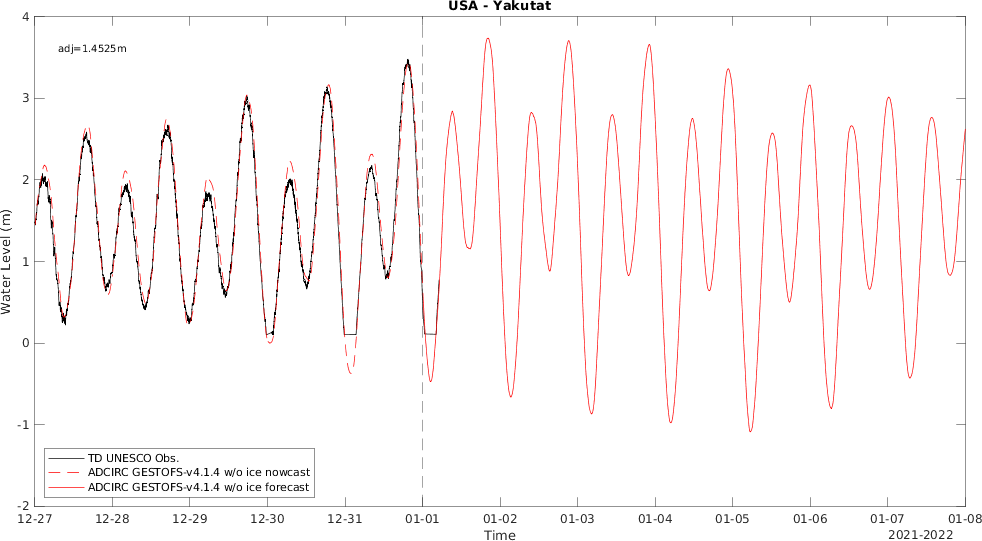 USA - Yakutat
adj=1.4525m
4
3
2
1
0
-1
-2
Water Level (m)
TD UNESCO Obs.
ADCIRC GESTOFS-v4.1.4 w/o ice nowcast
ADCIRC GESTOFS-v4.1.4 w/o ice forecast
12-27 12-28 12-29 12-30 12-31 01-01 01-02 01-03 01-04 01-05 01-06 01-07 01-08
Time
2021-2022